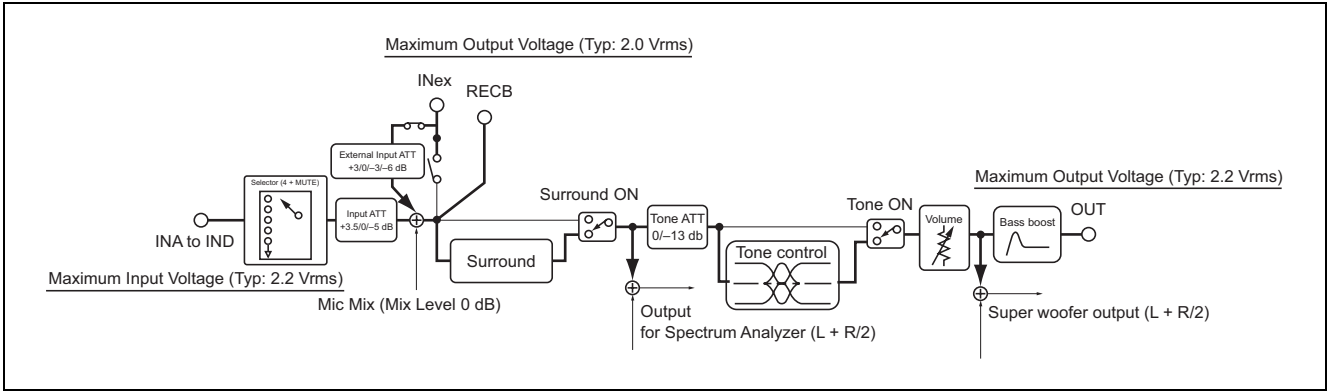 Maximum Output Voltage (Typ: 2.0 Vrms)
INex
RECB
External Input ATT
+3/0/–3/–6 dB
Selector (4 + MUTE)
Input ATT
+3.5/0/–5 dB
INA to IND
Maximum Input Voltage (Typ: 2.2 Vrms)
Mic Mix (Mix Level 0 dB)
Surround
Surround ON
Tone ATT
0/–13 db
Output
for Spectrum Analyzer (L + R/2)
Tone control
Tone ON
Volume
Maximum Output Voltage (Typ: 2.2 Vrms)
Bass boost
OUT
Super woofer output (L + R/2)